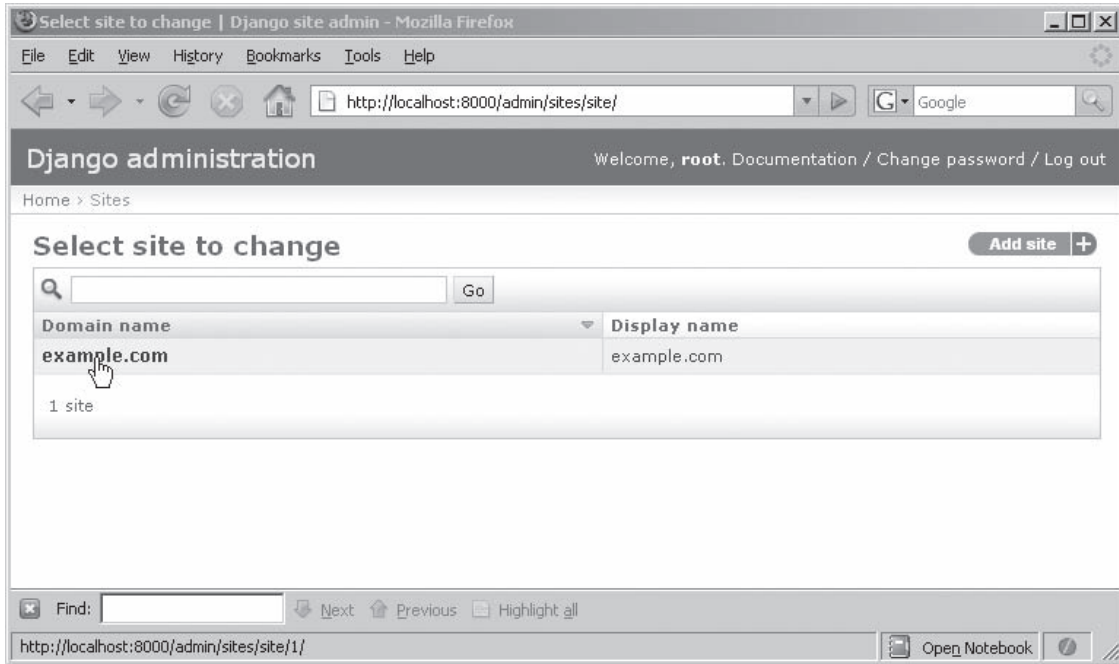 Select site to change | Django site admin - Mozilla Firefox
File Edit View History Bookmarks Tools Help
http://localhost:8000/admin/sites/site/ G Google
Django administration Welcome, root. Documentation / Change password / Log out
Home › Sites
Select site to change Add site +
Go
Domain name Display name
example.com example.com
1 site
Find: Next Previous Highlight all
http://localhost:8000/admin/sites/site/1/ Open Notebook